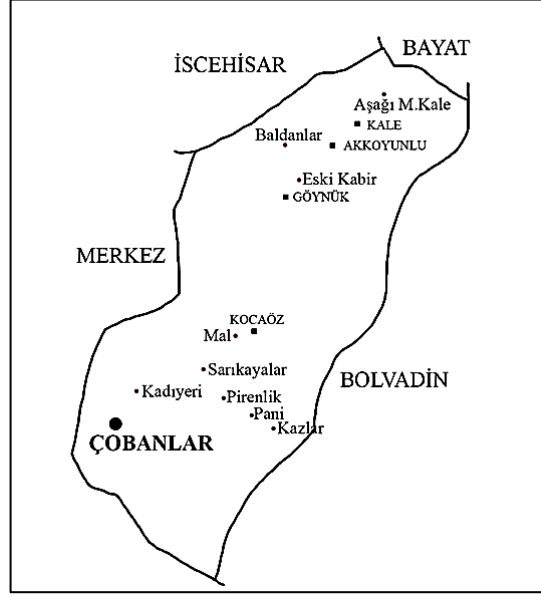 BAYAT
İSCEHİSAR
Aşağı M.Kale
KALE
Baldanlar
AKKOYUNLU
Eski Kabir
GÖYNÜK
MERKEZ
KOCAÖZ
Mal
Sarıkayalar
BOLVADİN
Kadıyeri
Pirenlik
Pani
Kazlar
ÇOBANLAR